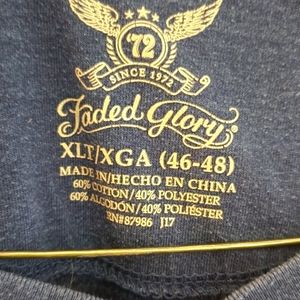 '72
SINCE 1972
Faded Glory®
XLT/XGA (46-48)
MADE IN/HECHO EN CHINA
60% COTTON/40% POLYESTER
60% ALGODÓN/40% POLIÉSTER
RN#87986 J17